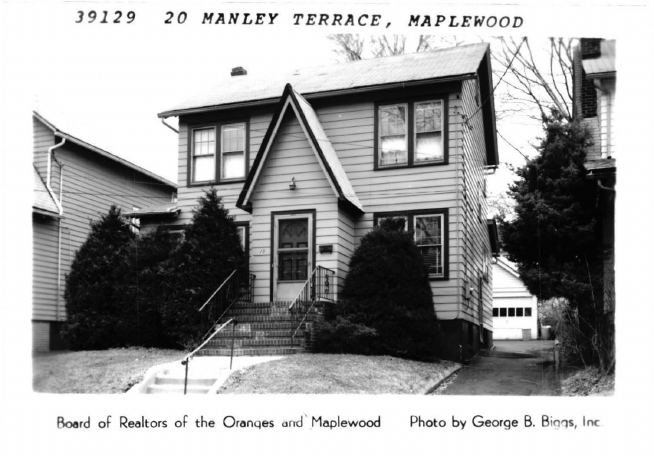 39129 20 MANLEY TERRACE, MAPLEWOOD
Board of Realtors of the Oranges and Maplewood Photo by George B. Biggs, Inc.